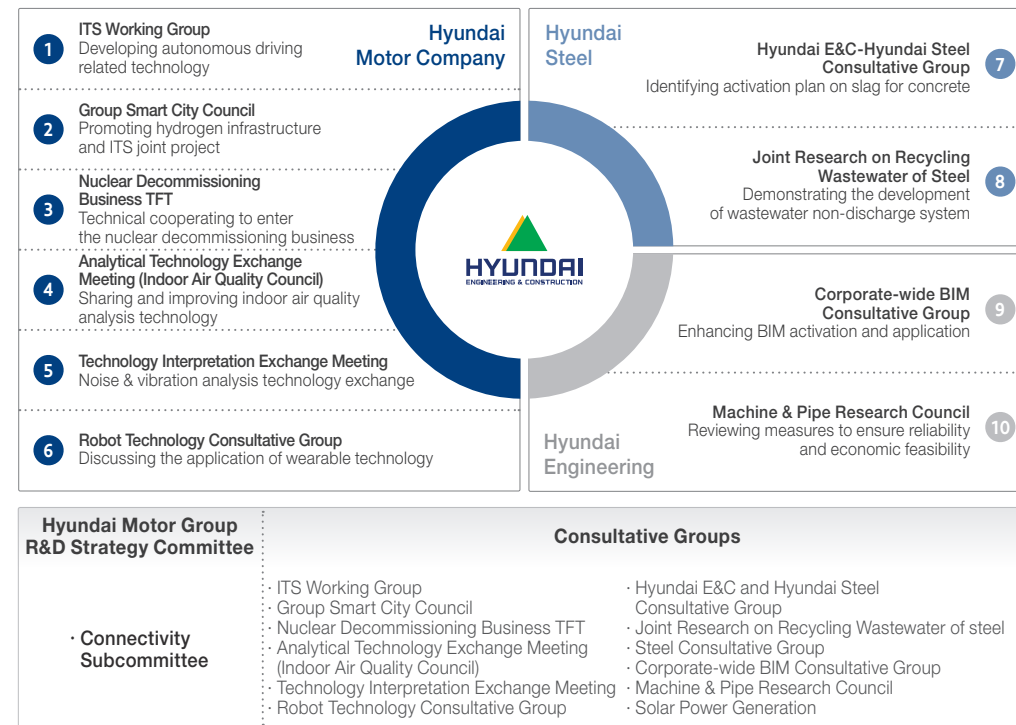 Hyundai
Motor Company
1
ITS Working Group
Developing autonomous driving
related technology
2
Group Smart City Council
Promoting hydrogen infrastructure
and ITS joint project
3
Nuclear Decommissioning
Business TFT
Technical cooperating to enter
the nuclear decommissioning business
4
Analytical Technology Exchange
Meeting (Indoor Air Quality Council)
Sharing and improving indoor air quality
analysis technology
5
Technology Interpretation Exchange Meeting
Noise & vibration analysis technology exchange
6
Robot Technology Consultative Group
Discussing the application of wearable technology
HYUNDAI
ENGINEERING & CONSTRUCTION
Hyundai
Steel
Hyundai E&C-Hyundai Steel
Consultative Group
Identifying activation plan on slag for concrete
7
Joint Research on Recycling
Wastewater of Steel
Demonstrating the development
of wastewater non-discharge system
8
Corporate-wide BIM
Consultative Group
Enhancing BIM activation and application
9
Machine & Pipe Research Council
Reviewing measures to ensure reliability
and economic feasibility
10
Hyundai
Engineering
Hyundai Motor Group
R&D Strategy Committee
· Connectivity
Subcommittee
Consultative Groups
· ITS Working Group
· Group Smart City Council
· Nuclear Decommissioning Business TFT
· Analytical Technology Exchange Meeting
(Indoor Air Quality Council)
· Technology Interpretation Exchange Meeting
· Robot Technology Consultative Group
· Hyundai E&C and Hyundai Steel
Consultative Group
· Joint Research on Recycling Wastewater of steel
· Steel Consultative Group
· Corporate-wide BIM Consultative Group
· Machine & Pipe Research Council
· Solar Power Generation